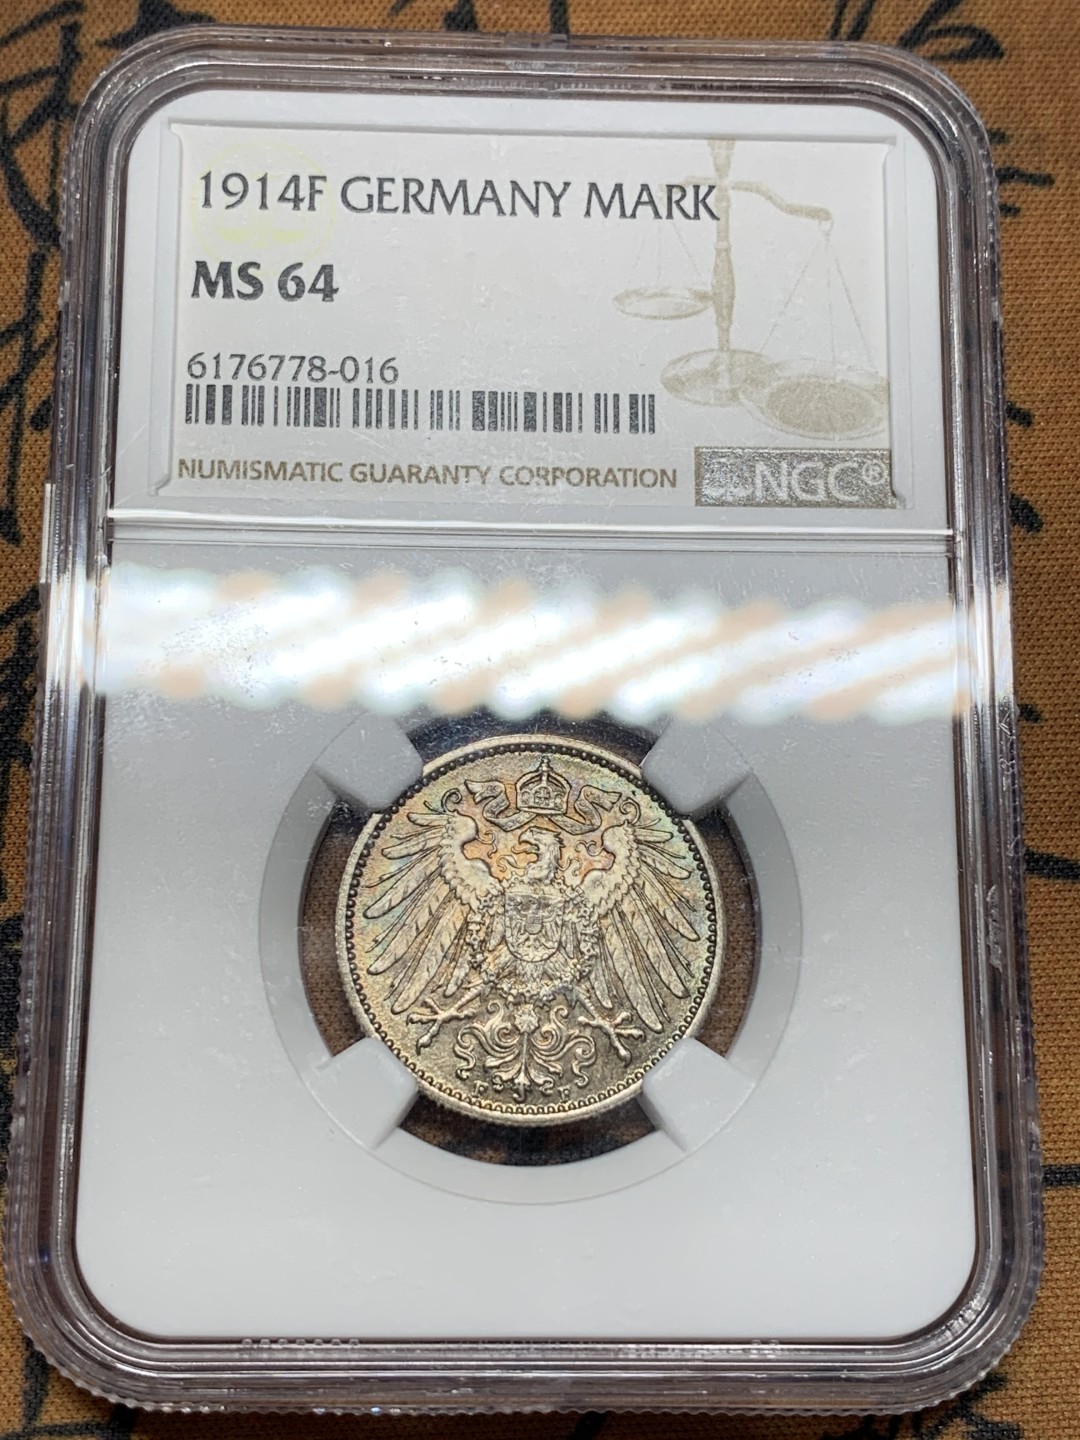 1914F GERMANY MARK
MS 64
6176778-016
NUMISMATIC GUARANTY CORPORATION
NGC®
F F